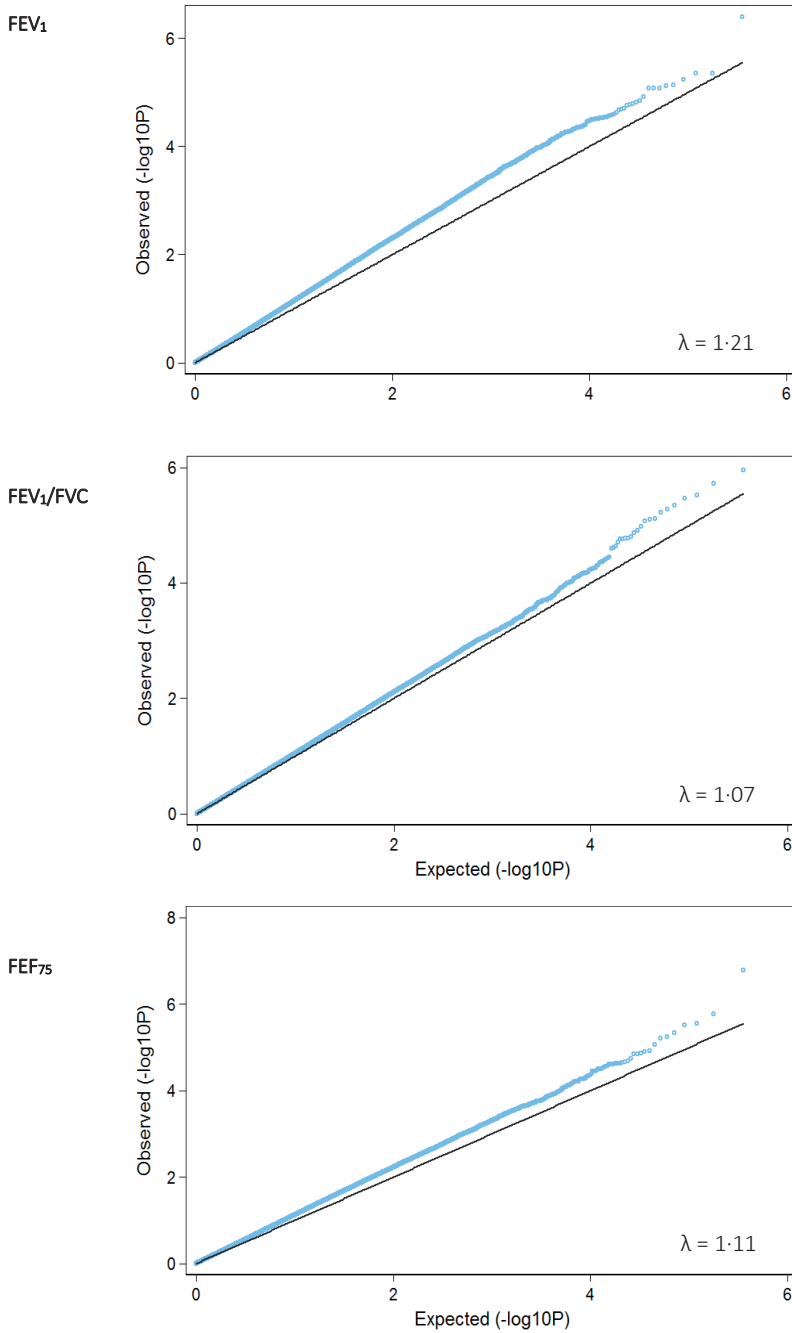 FEV₁
6
4
2
0
Observed (-log10P)
λ = 1·21
0 2 4 6
FEV₁/FVC
6
4
2
0
Observed (-log10P)
λ = 1·07
0 2 4 6
Expected (-log10P)
FEF₇₅
8
6
4
2
0
Observed (-log10P)
λ = 1·11
0 2 4 6
Expected (-log10P)